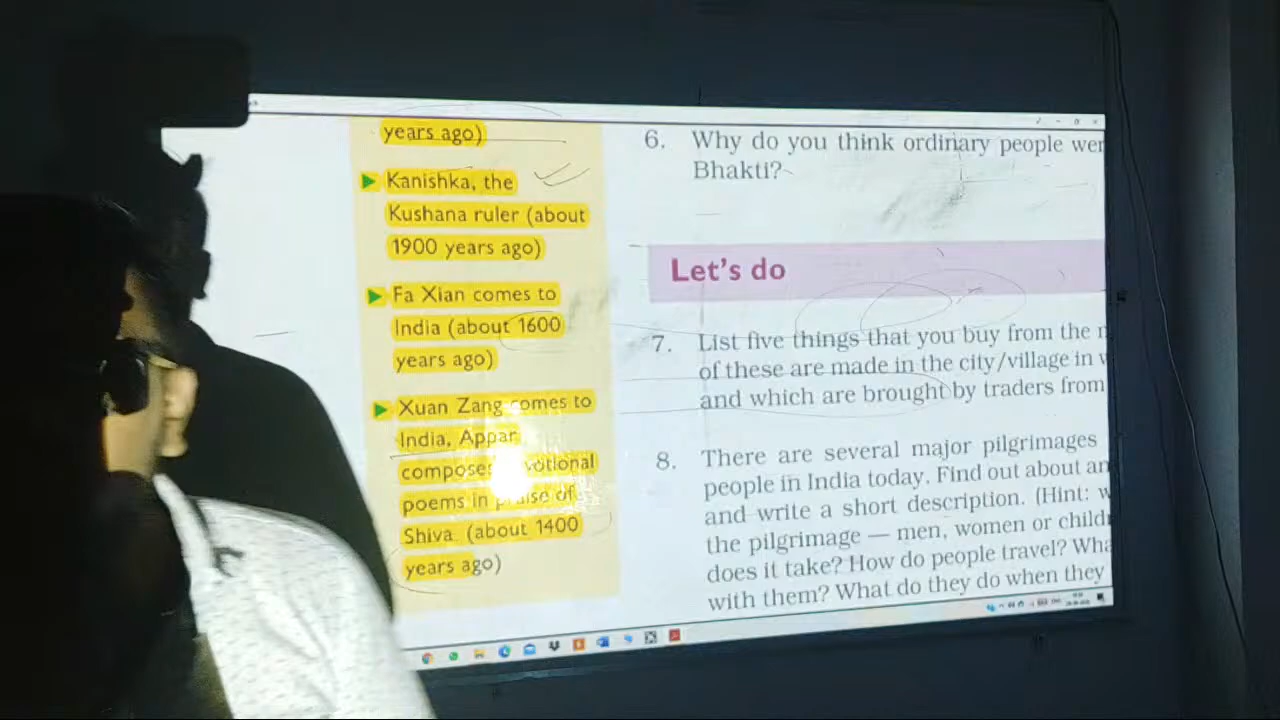 years ago)
Kanishka, the
Kushana ruler (about
1900 years ago)
Fa Xian comes to
India (about 1600
years ago)
Xuan Zang comes to
India, Appar
composes
poems in praise of
Shiva. (about 1400
years ago)
6. Why do you think ordinary people
Bhakti?
Let's do
7. List five things that you buy from the
of these are made in the city/village in
and which are brought by traders from
8. There are several major pilgrimages
people in India today. Find out about
and write a short description. (Hint:
the pilgrimage — men, women or
does it take? How do people travel?
with them? What do they do when they